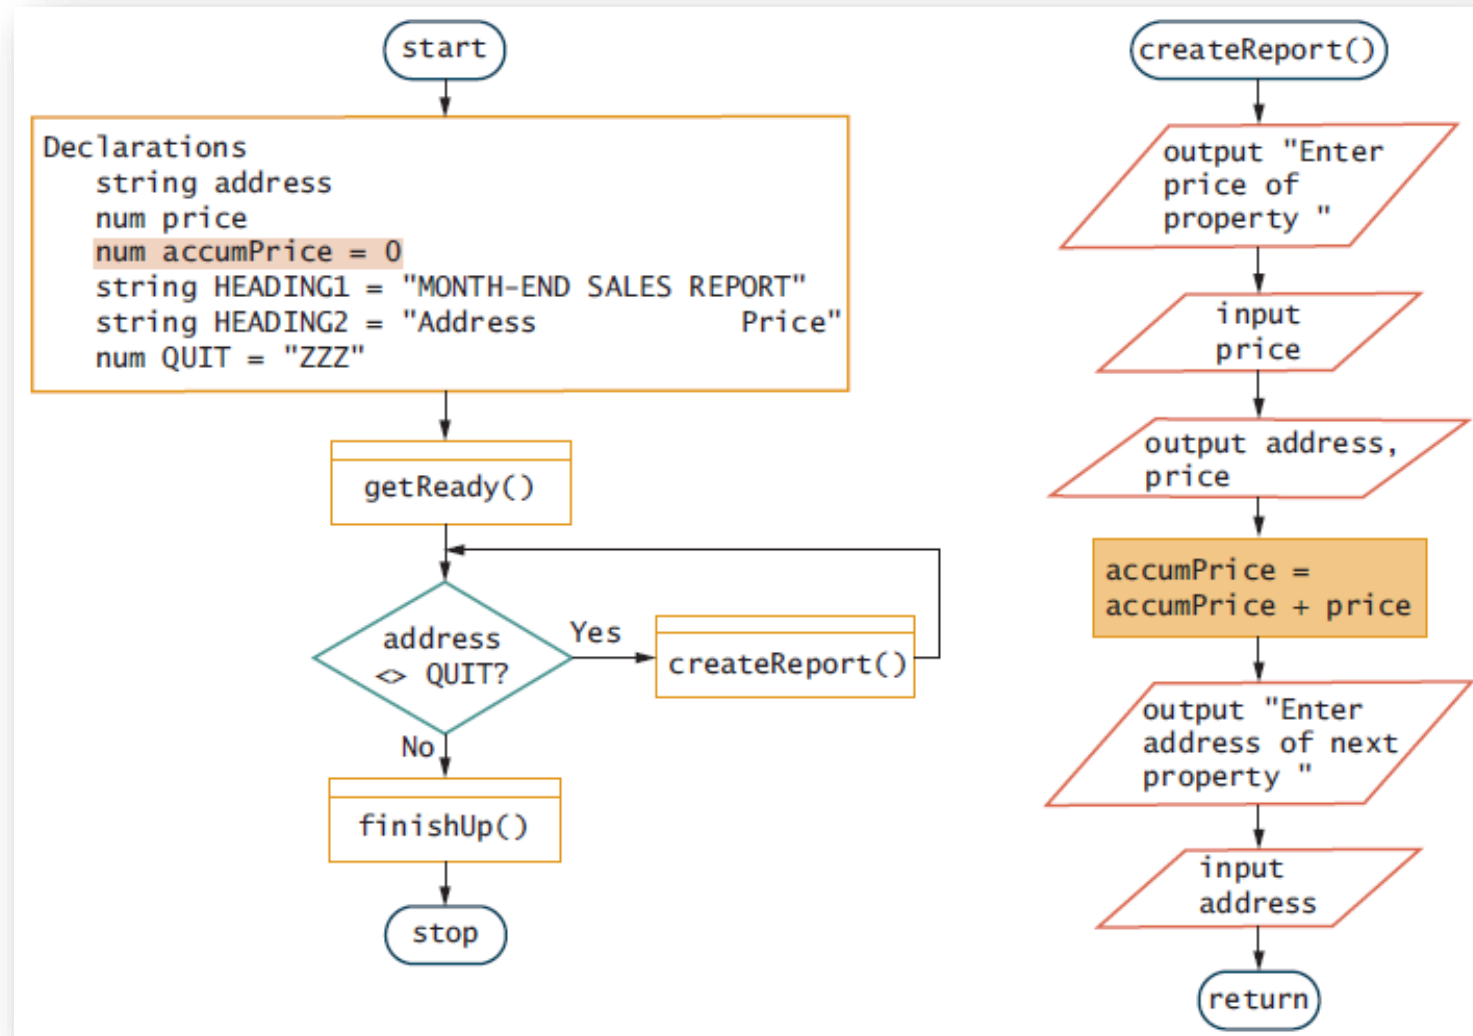 start
Declarations
string address
num price
num accumPrice = 0
string HEADING1 = "MONTH-END SALES REPORT"
string HEADING2 = "Address Price"
num QUIT = "ZZZ"
getReady()
address
<> QUIT?
Yes
createReport()
No
finishUp()
stop
createReport()
output "Enter
price of
property "
input
price
output address,
price
accumPrice =
accumPrice + price
output "Enter
address of next
property "
input
address
return